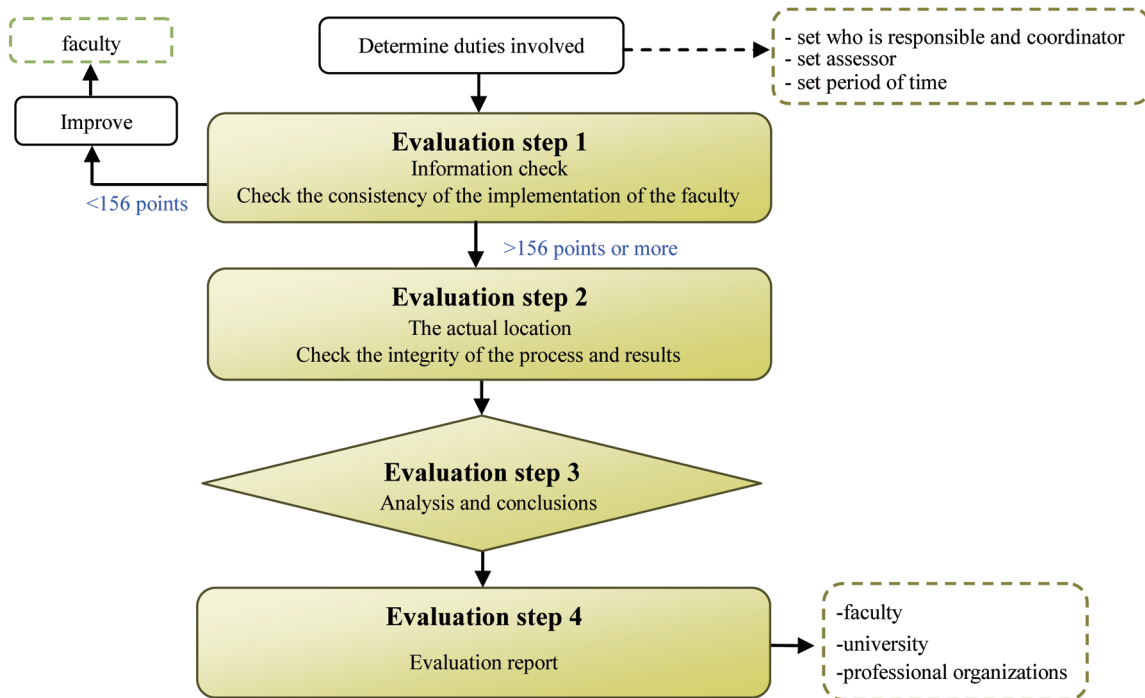 faculty
Improve
Determine duties involved
- set who is responsible and coordinator
- set assessor
- set period of time
Evaluation step 1
Information check
Check the consistency of the implementation of the faculty
<156 points
>156 points or more
Evaluation step 2
The actual location
Check the integrity of the process and results
Evaluation step 3
Analysis and conclusions
Evaluation step 4
Evaluation report
-faculty
-university
-professional organizations